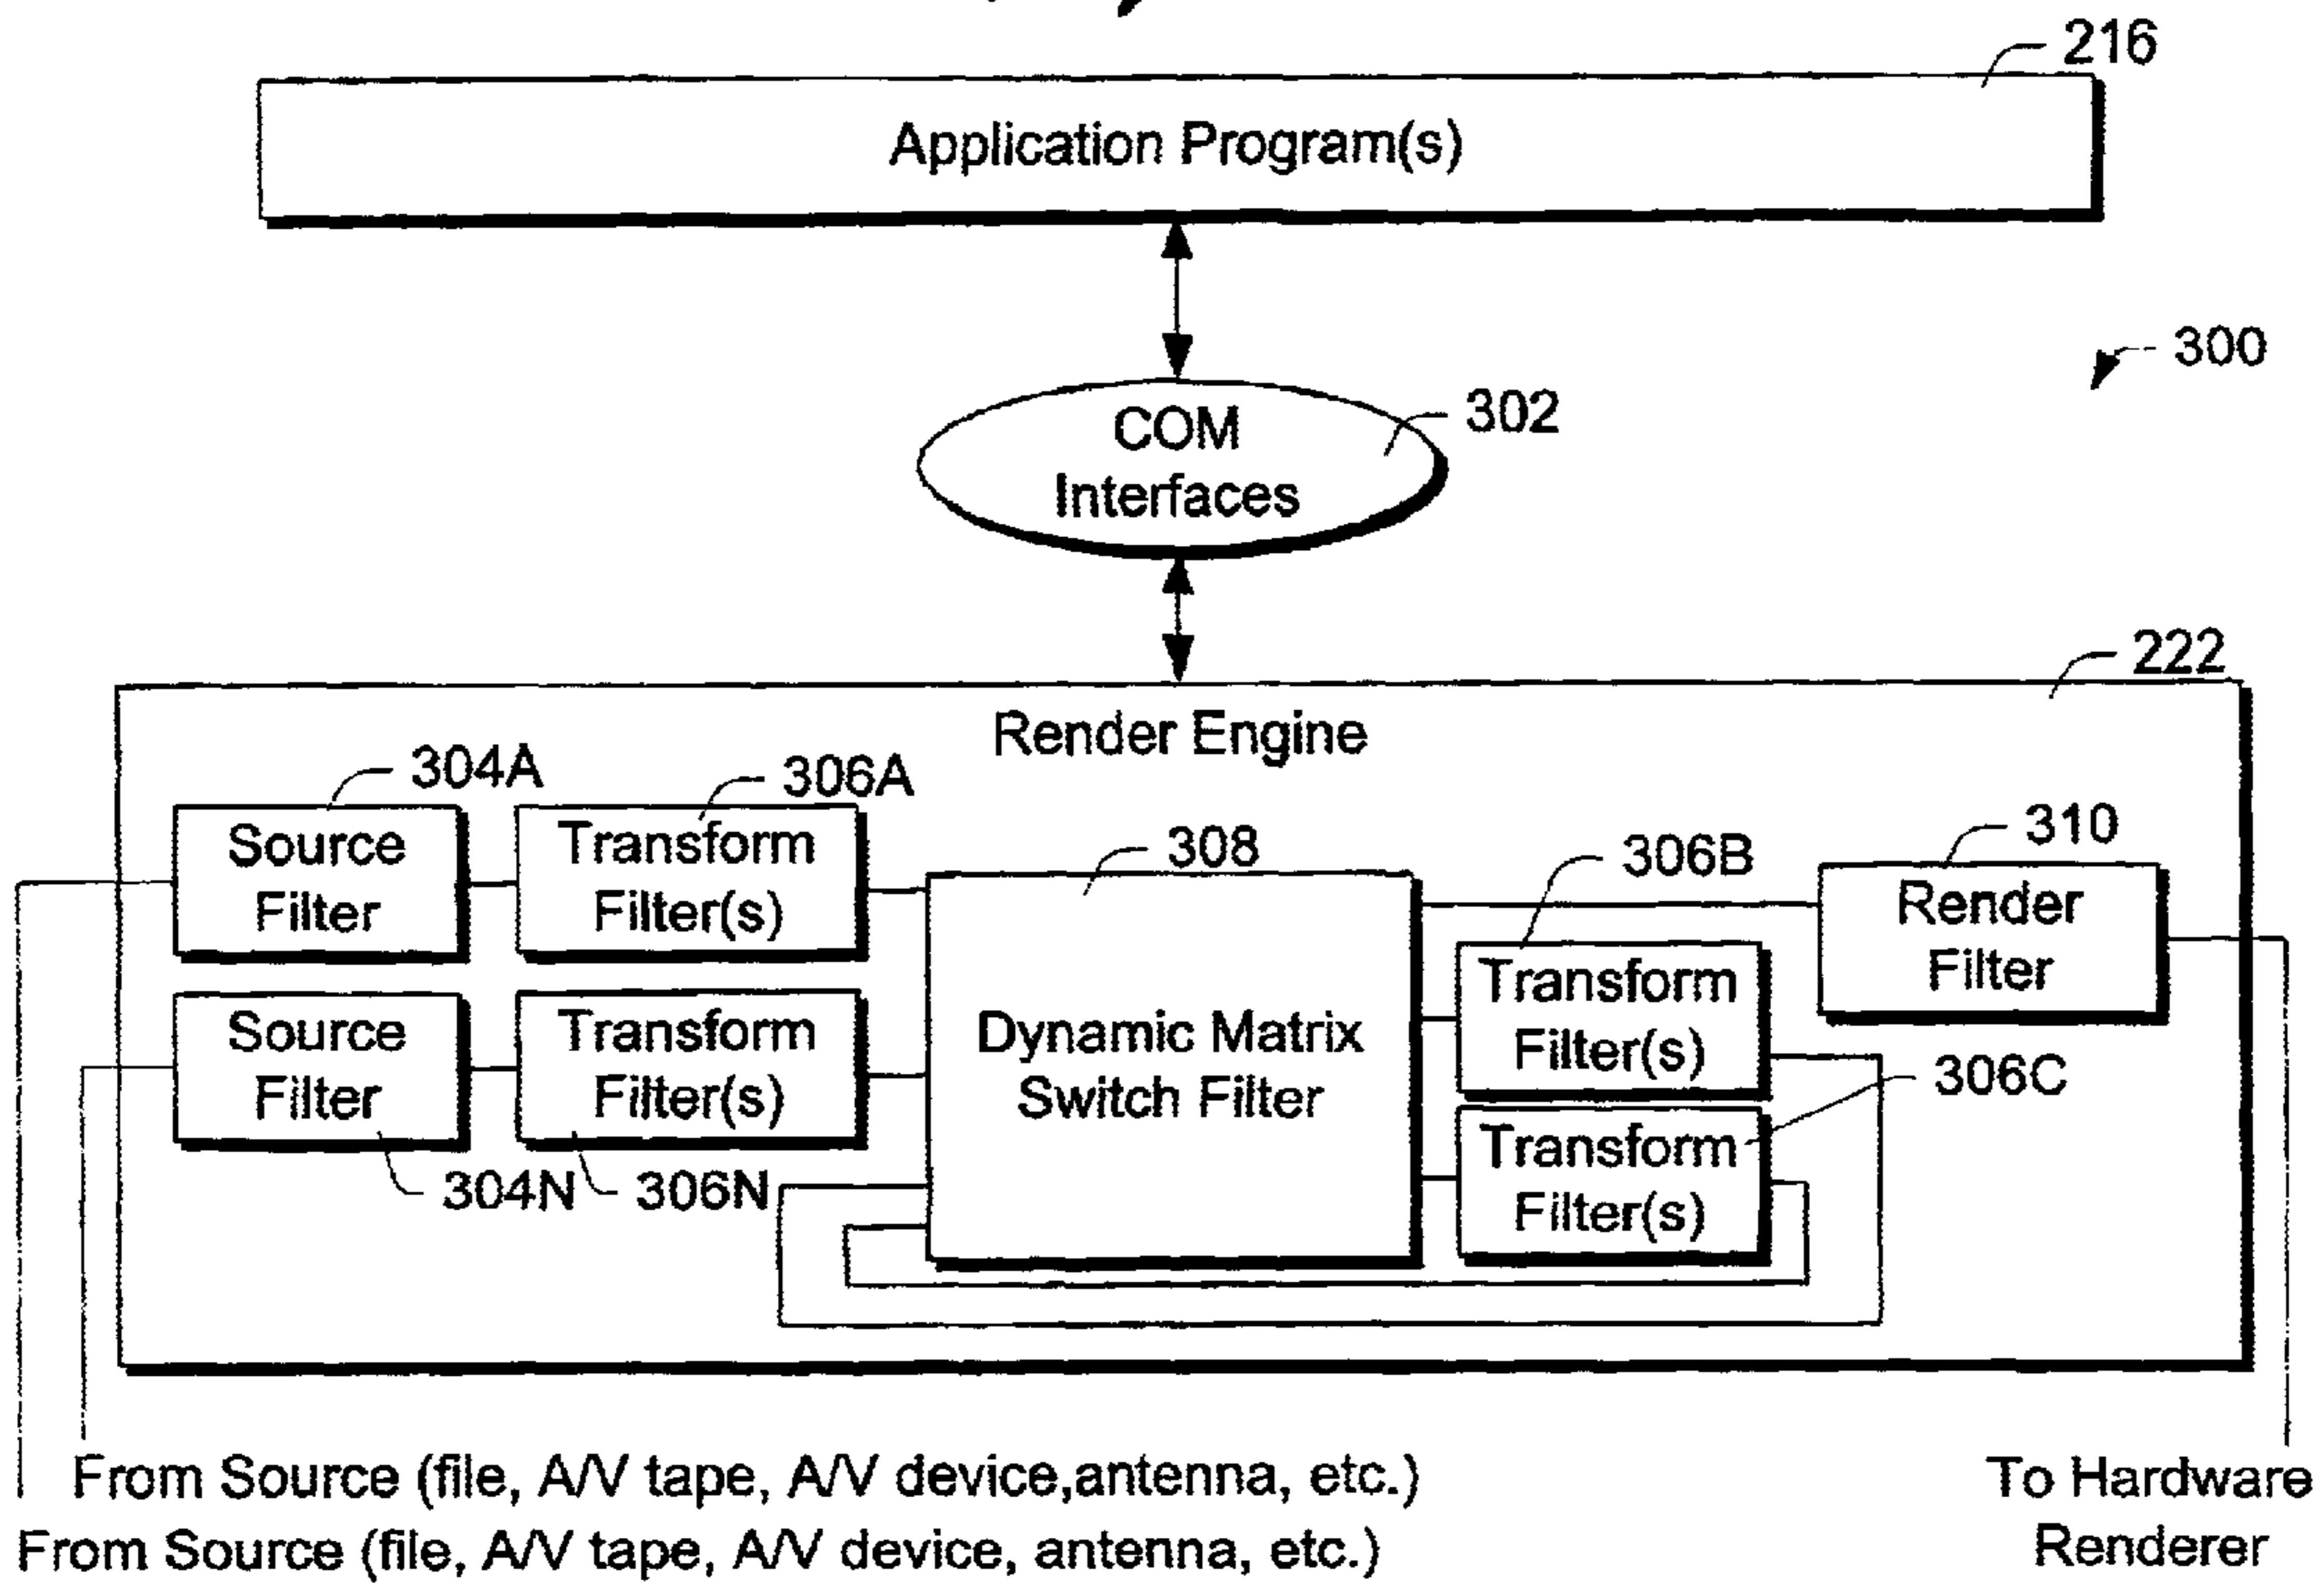 216
Application Program(s)
300
COM
Interfaces
302
222
Render Engine
304A
306A
Source
Filter
Transform
Filter(s)
308
306B
310
Render
Filter
Source
Filter
Transform
Filter(s)
Dynamic Matrix
Switch Filter
Transform
Filter(s)
306C
Transform
Filter(s)
304N
306N
From Source (file, A/V tape, A/V device,antenna, etc.)
From Source (file, A/V tape, A/V device, antenna, etc.)
To Hardware
Renderer